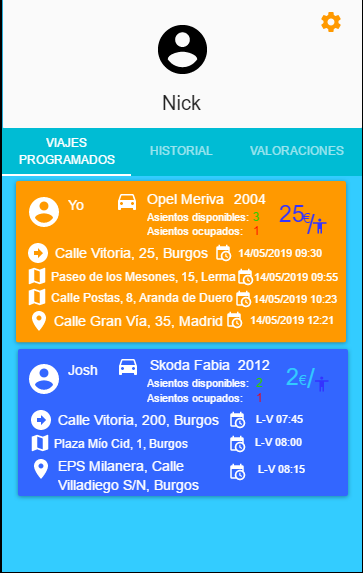 Nick
VIAJES
PROGRAMADOS
HISTORIAL
VALORACIONES
Yo
Opel Meriva 2004
Asientos disponibles: 3
Asientos ocupados: 1
25€/
Calle Vitoria, 25, Burgos 14/05/2019 09:30
Paseo de los Mesones, 15, Lerma 14/05/2019 09:55
Calle Postas, 8, Aranda de Duero 14/05/2019 10:23
Calle Gran Vía, 35, Madrid 14/05/2019 12:21
Josh
Skoda Fabia 2012
Asientos disponibles: 2
Asientos ocupados: 1
2€/
Calle Vitoria, 200, Burgos L-V 07:45
Plaza Mío Cid, 1, Burgos L-V 08:00
EPS Milanera, Calle L-V 08:15
Villadiego S/N, Burgos